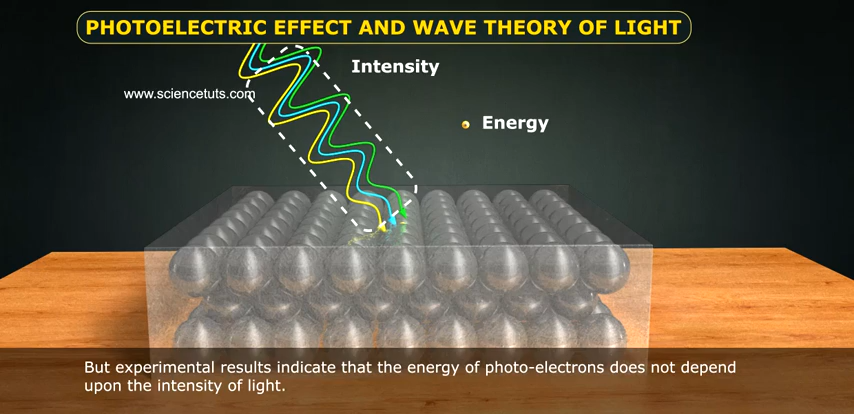 PHOTOELECTRIC EFFECT AND WAVE THEORY OF LIGHT
Intensity
www.sciencetuts.com
Energy
But experimental results indicate that the energy of photo-electrons does not depend
upon the intensity of light.